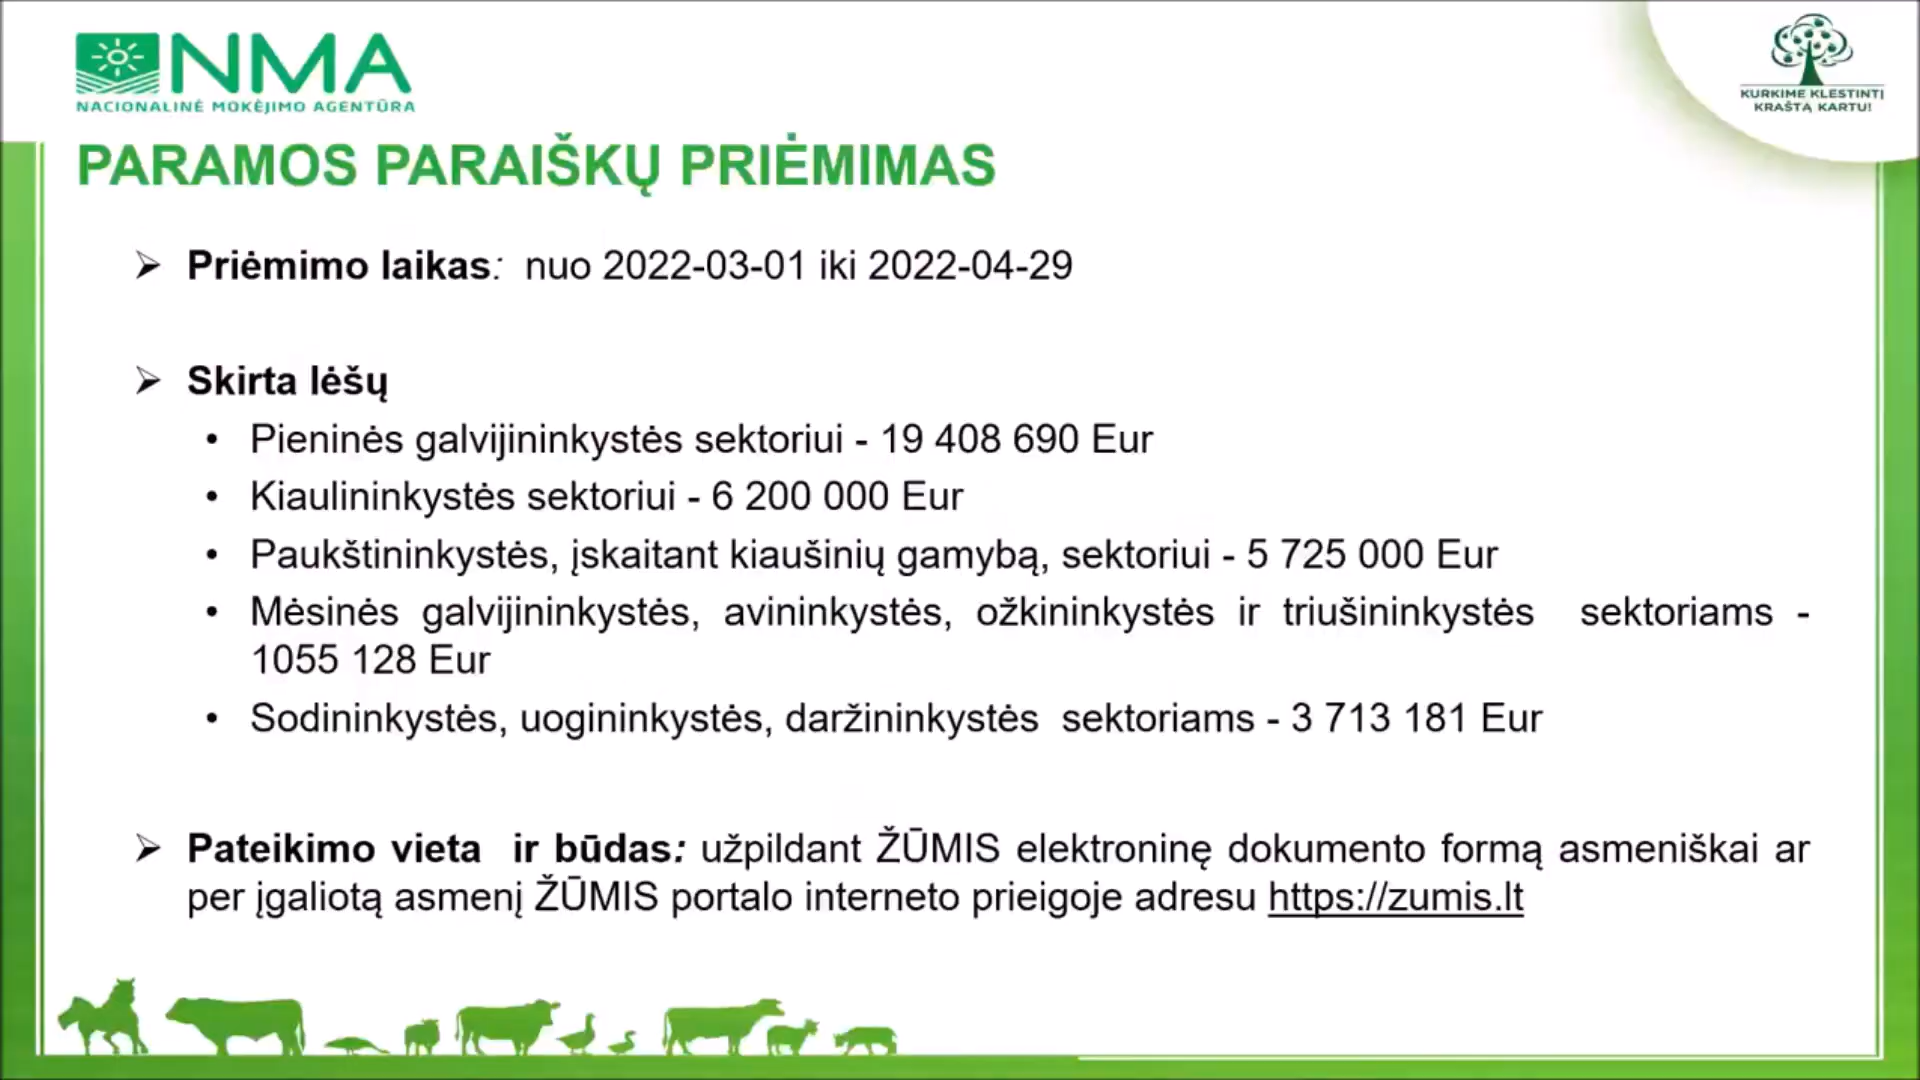 NMA
NACIONALINĖ MOKĖJIMO AGENTŪRA
KURKIME KLESTINTĮ
KRAŠTĄ KARTU!
PARAMOS PARAIŠKŲ PRIĖMIMAS
➢ Priėmimo laikas: nuo 2022-03-01 iki 2022-04-29
➢ Skirta lėšų
• Pieninės galvijininkystės sektoriui - 19 408 690 Eur
• Kiaulininkystės sektoriui - 6 200 000 Eur
• Paukštininkystės, įskaitant kiaušinių gamybą, sektoriui - 5 725 000 Eur
• Mėsinės galvijininkystės, avininkystės, ožkininkystės ir triušininkystės sektoriams -
1055 128 Eur
• Sodininkystės, uogininkystės, daržininkystės sektoriams - 3 713 181 Eur
➢ Pateikimo vieta ir būdas: užpildant ŽŪMIS elektroninę dokumento formą asmeniškai ar
per įgaliotą asmenį ŽŪMIS portalo interneto prieigoje adresu https://zumis.lt